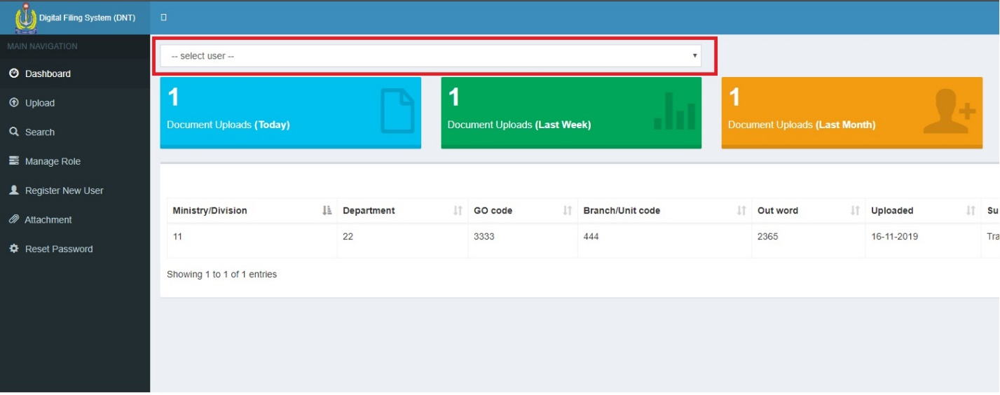 Digital Filing System (DNT)
MAIN NAVIGATION
Dashboard
Upload
Search
Manage Role
Register New User
Attachment
Reset Password
-- select user --
1
Document Uploads (Today)
1
Document Uploads (Last Week)
1
Document Uploads (Last Month)
Ministry/Division Department GO code Branch/Unit code Out word Uploaded Su
11 22 3333 444 2365 16-11-2019 Tra
Showing 1 to 1 of 1 entries